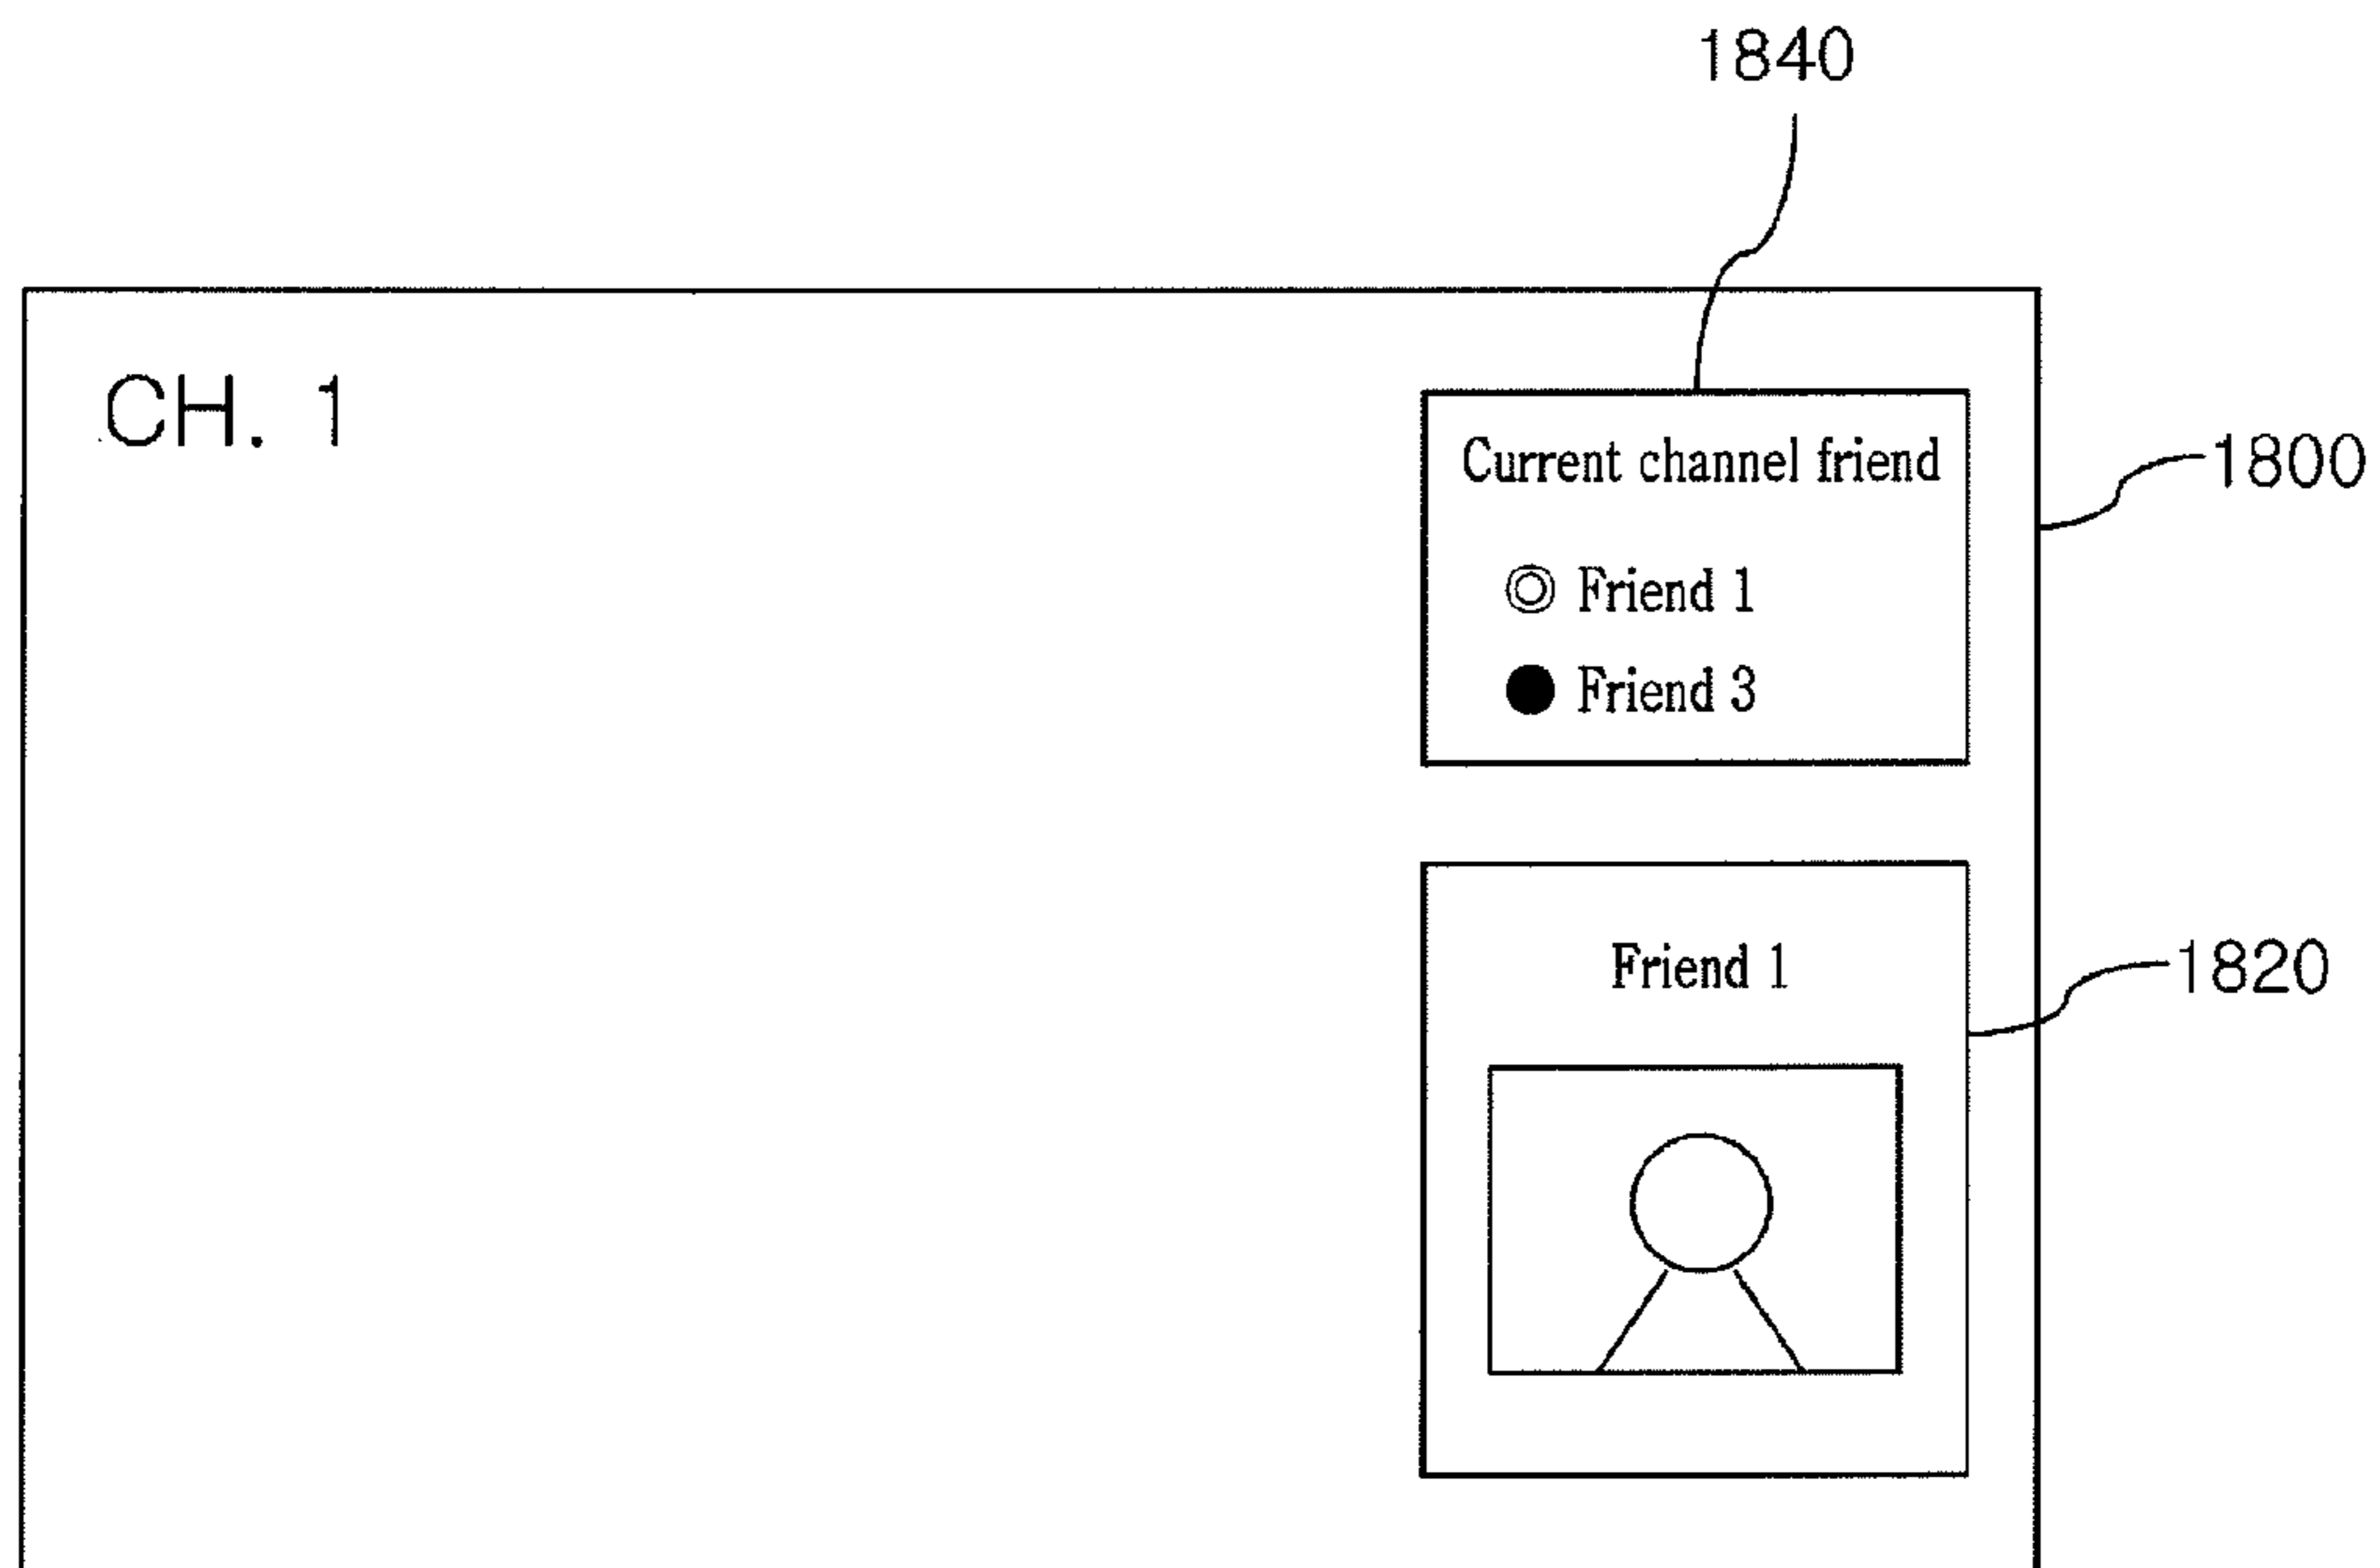 1840
CH. 1
Current channel friend
1800
Friend 1
Friend 3
Friend 1
1820